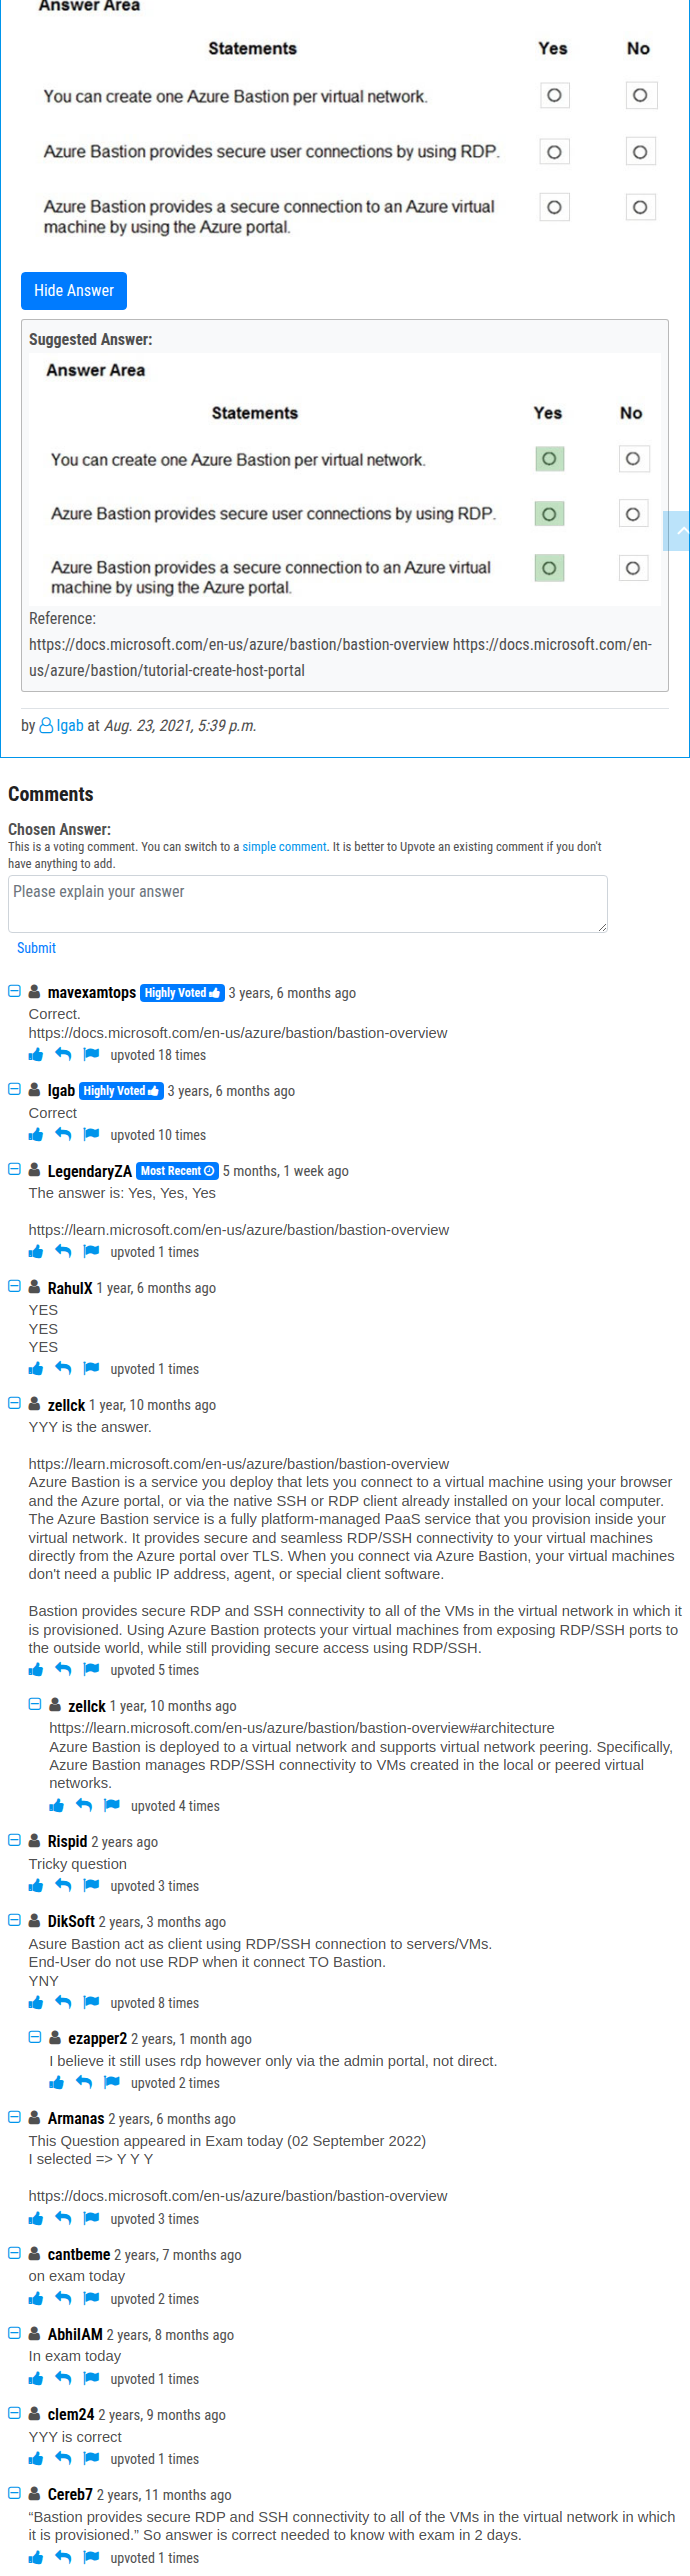 Answer Area
Statements Yes No
You can create one Azure Bastion per virtual network.
Azure Bastion provides secure user connections by using RDP.
Azure Bastion provides a secure connection to an Azure virtual
machine by using the Azure portal.
Hide Answer
Suggested Answer:
Answer Area
Statements Yes No
You can create one Azure Bastion per virtual network.
Azure Bastion provides secure user connections by using RDP.
Azure Bastion provides a secure connection to an Azure virtual
machine by using the Azure portal.
Reference:
https://docs.microsoft.com/en-us/azure/bastion/bastion-overview https://docs.microsoft.com/en-
us/azure/bastion/tutorial-create-host-portal
by lgab at Aug. 23, 2021, 5:39 p.m.
Comments
Chosen Answer:
This is a voting comment. You can switch to a simple comment. It is better to Upvote an existing comment if you don't
have anything to add.
Please explain your answer
Submit
mavexamtops Highly Voted 3 years, 6 months ago
Correct.
https://docs.microsoft.com/en-us/azure/bastion/bastion-overview
upvoted 18 times
lgab Highly Voted 3 years, 6 months ago
Correct
upvoted 10 times
LegendaryZA Most Recent 5 months, 1 week ago
The answer is: Yes, Yes, Yes
https://learn.microsoft.com/en-us/azure/bastion/bastion-overview
upvoted 1 times
RahulX 1 year, 6 months ago
YES
YES
YES
upvoted 1 times
zellck 1 year, 10 months ago
YYY is the answer.
https://learn.microsoft.com/en-us/azure/bastion/bastion-overview
Azure Bastion is a service you deploy that lets you connect to a virtual machine using your browser
and the Azure portal, or via the native SSH or RDP client already installed on your local computer.
The Azure Bastion service is a fully platform-managed PaaS service that you provision inside your
virtual network. It provides secure and seamless RDP/SSH connectivity to your virtual machines
directly from the Azure portal over TLS. When you connect via Azure Bastion, your virtual machines
don't need a public IP address, agent, or special client software.
Bastion provides secure RDP and SSH connectivity to all of the VMs in the virtual network in which it
is provisioned. Using Azure Bastion protects your virtual machines from exposing RDP/SSH ports to
the outside world, while still providing secure access using RDP/SSH.
upvoted 5 times
zellck 1 year, 10 months ago
https://learn.microsoft.com/en-us/azure/bastion/bastion-overview#architecture
Azure Bastion is deployed to a virtual network and supports virtual network peering. Specifically,
Azure Bastion manages RDP/SSH connectivity to VMs created in the local or peered virtual
networks.
upvoted 4 times
Rispid 2 years ago
Tricky question
upvoted 3 times
DikSoft 2 years, 3 months ago
Asure Bastion act as client using RDP/SSH connection to servers/VMs.
End-User do not use RDP when it connect TO Bastion.
YNY
upvoted 8 times
ezapper2 2 years, 1 month ago
I believe it still uses rdp however only via the admin portal, not direct.
upvoted 2 times
Armanas 2 years, 6 months ago
This Question appeared in Exam today (02 September 2022)
I selected => Y Y Y
https://docs.microsoft.com/en-us/azure/bastion/bastion-overview
upvoted 3 times
cantbeme 2 years, 7 months ago
on exam today
upvoted 2 times
AbhilAM 2 years, 8 months ago
In exam today
upvoted 1 times
clem24 2 years, 9 months ago
YYY is correct
upvoted 1 times
Cereb7 2 years, 11 months ago
“Bastion provides secure RDP and SSH connectivity to all of the VMs in the virtual network in which
it is provisioned.” So answer is correct needed to know with exam in 2 days.
upvoted 1 times